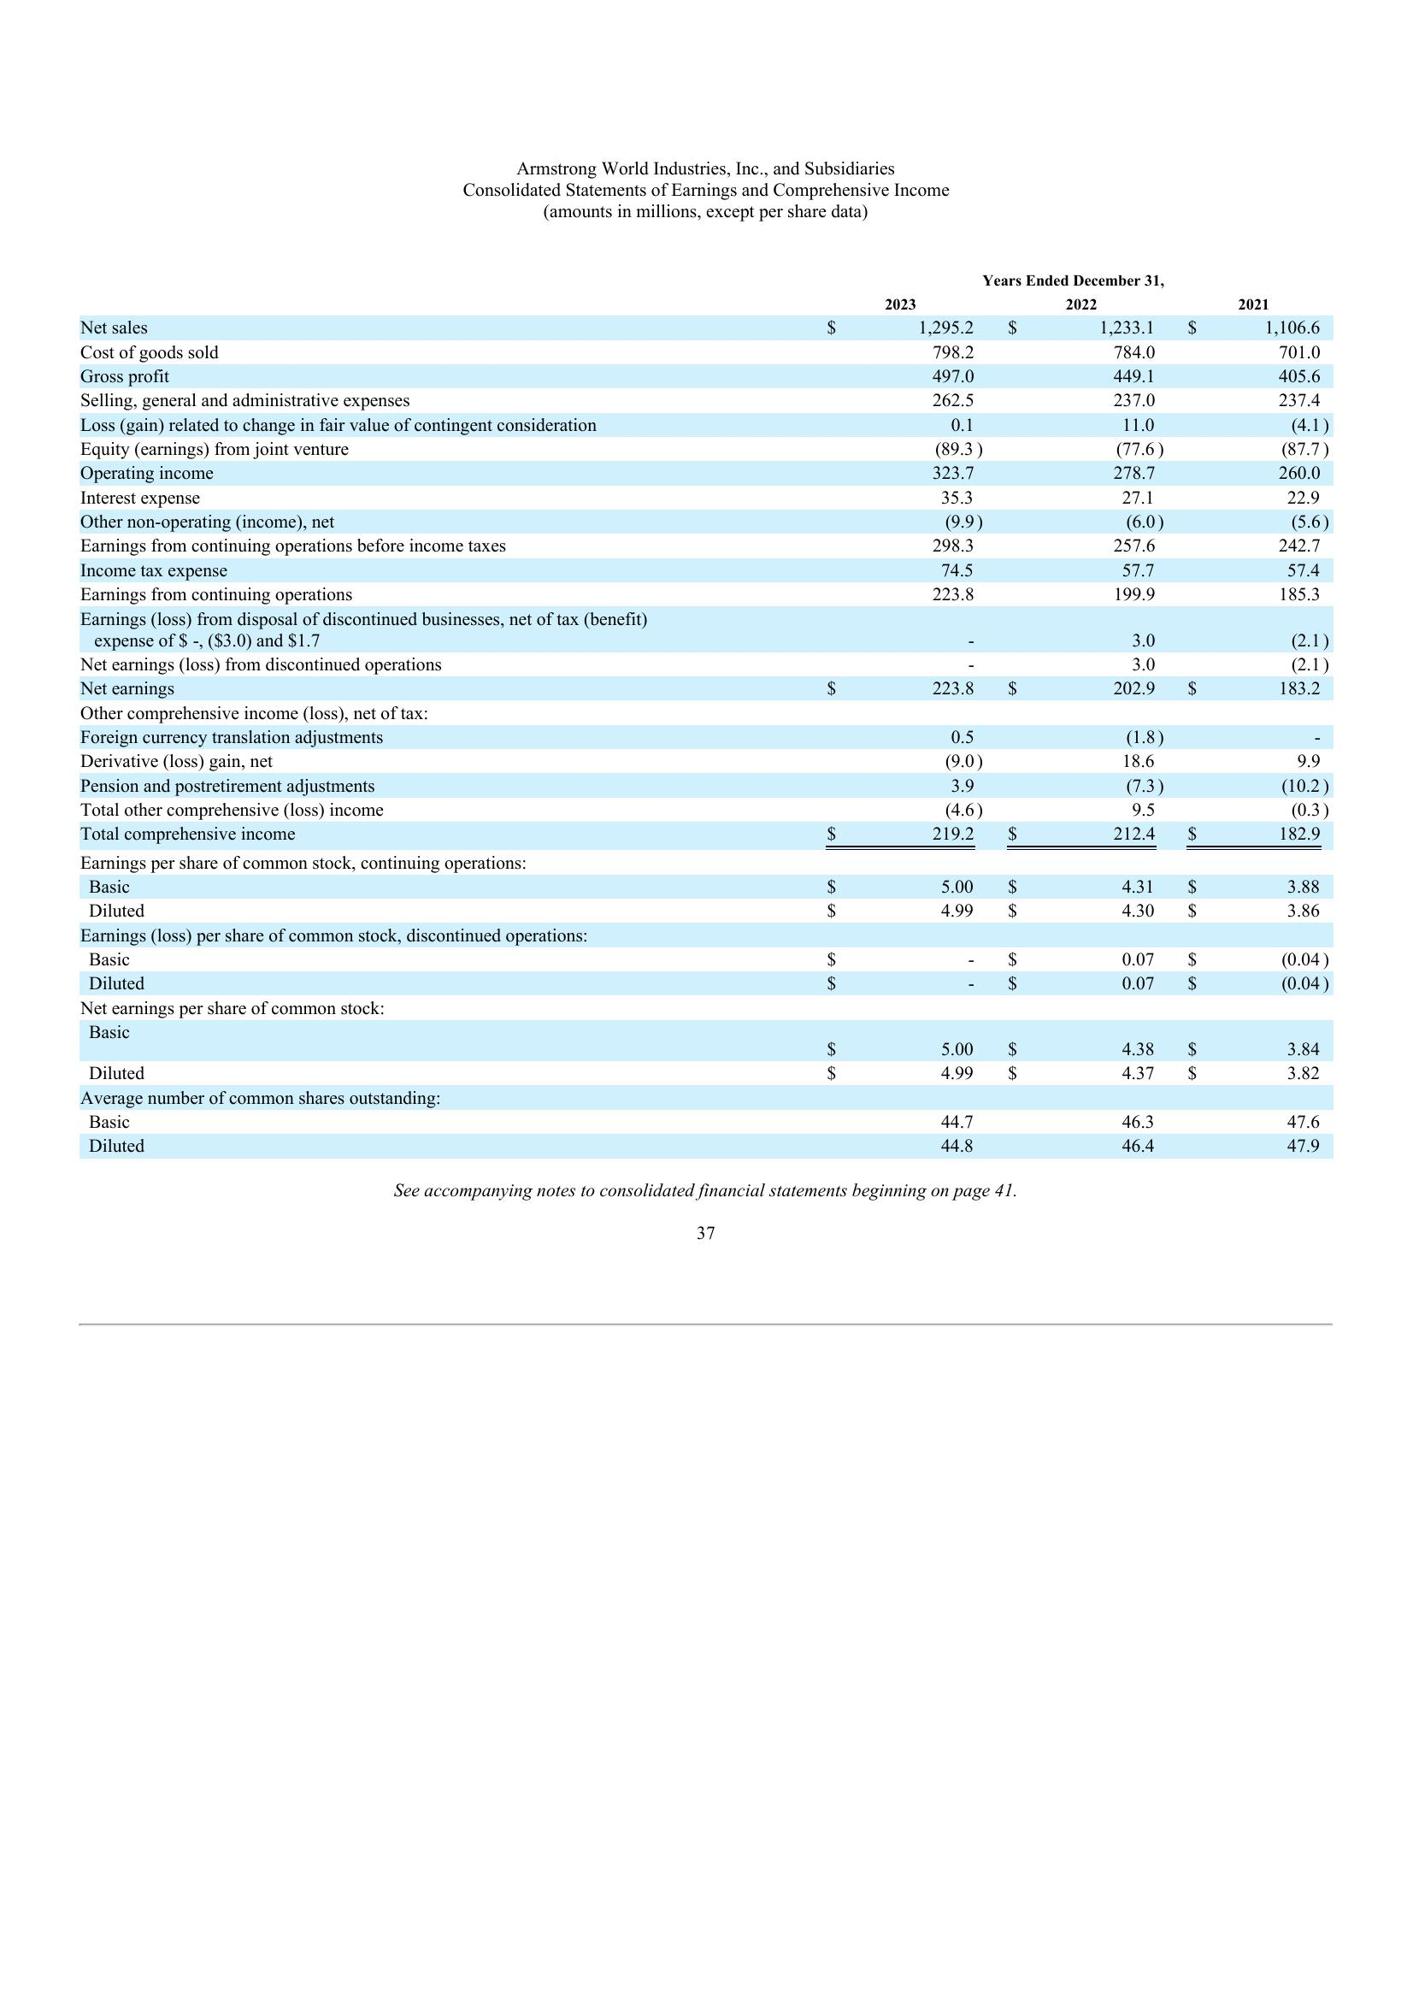 Armstrong World Industries, Inc., and Subsidiaries
Consolidated Statements of Earnings and Comprehensive Income
(amounts in millions, except per share data)
Years Ended December 31,
2023 2022 2021
Net sales $ 1,295.2 $ 1,233.1 $ 1,106.6
Cost of goods sold 798.2 784.0 701.0
Gross profit 497.0 449.1 405.6
Selling, general and administrative expenses 262.5 237.0 237.4
Loss (gain) related to change in fair value of contingent consideration 0.1 11.0 (4.1)
Equity (earnings) from joint venture (89.3) (77.6) (87.7)
Operating income 323.7 278.7 260.0
Interest expense 35.3 27.1 22.9
Other non-operating (income), net (9.9) (6.0) (5.6)
Earnings from continuing operations before income taxes 298.3 257.6 242.7
Income tax expense 74.5 57.7 57.4
Earnings from continuing operations 223.8 199.9 185.3
Earnings (loss) from disposal of discontinued businesses, net of tax (benefit)
expense of $ -, ($3.0) and $1.7 - 3.0 (2.1)
Net earnings (loss) from discontinued operations - 3.0 (2.1)
Net earnings $ 223.8 $ 202.9 $ 183.2
Other comprehensive income (loss), net of tax:
Foreign currency translation adjustments 0.5 (1.8) -
Derivative (loss) gain, net (9.0) 18.6 9.9
Pension and postretirement adjustments 3.9 (7.3) (10.2)
Total other comprehensive (loss) income (4.6) 9.5 (0.3)
Total comprehensive income $ 219.2 $ 212.4 $ 182.9
Earnings per share of common stock, continuing operations:
Basic $ 5.00 $ 4.31 $ 3.88
Diluted $ 4.99 $ 4.30 $ 3.86
Earnings (loss) per share of common stock, discontinued operations:
Basic $ - $ 0.07 $ (0.04)
Diluted $ - $ 0.07 $ (0.04)
Net earnings per share of common stock:
Basic
$ 5.00 $ 4.38 $ 3.84
Diluted $ 4.99 $ 4.37 $ 3.82
Average number of common shares outstanding:
Basic 44.7 46.3 47.6
Diluted 44.8 46.4 47.9
See accompanying notes to consolidated financial statements beginning on page 41.
37